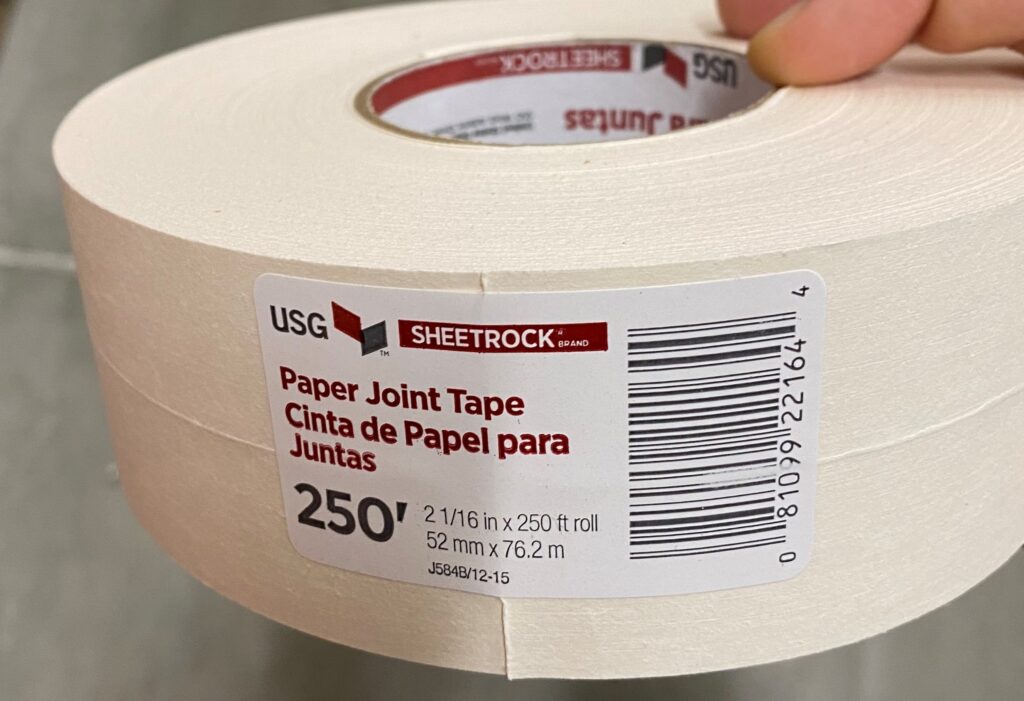 USG
SHEETROCK
Juntas
USG™ SHEETROCK® BRAND
Paper Joint Tape
Cinta de Papel para
Juntas
250' 2 1/16 in x 250 ft roll
52 mm x 76.2 m
J584B/12-15
0 81099 22164 4